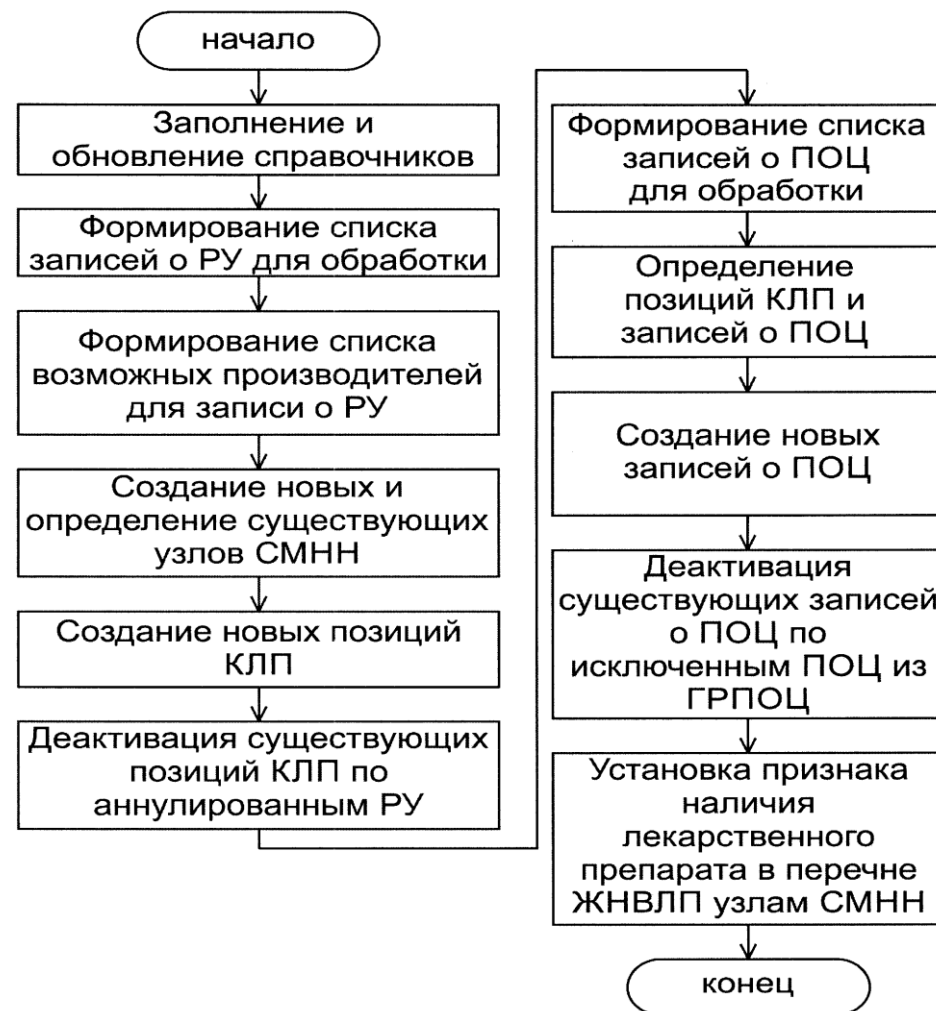 начало
Заполнение и
обновление справочников
Формирование списка
записей о РУ для обработки
Формирование списка
возможных производителей
для записи о РУ
Создание новых и
определение существующих
узлов СМНН
Создание новых позиций
КЛП
Деактивация существующих
позиций КЛП по
аннулированным РУ
Формирование списка
записей о ПОЦ
для обработки
Определение
позиций КЛП и
записей о ПОЦ
Создание новых
записей о ПОЦ
Деактивация
существующих записей
о ПОЦ по
исключенным ПОЦ из
ГРПОЦ
Установка признака
наличия
лекарственного
препарата в перечне
ЖНВЛП узлам СМНН
конец